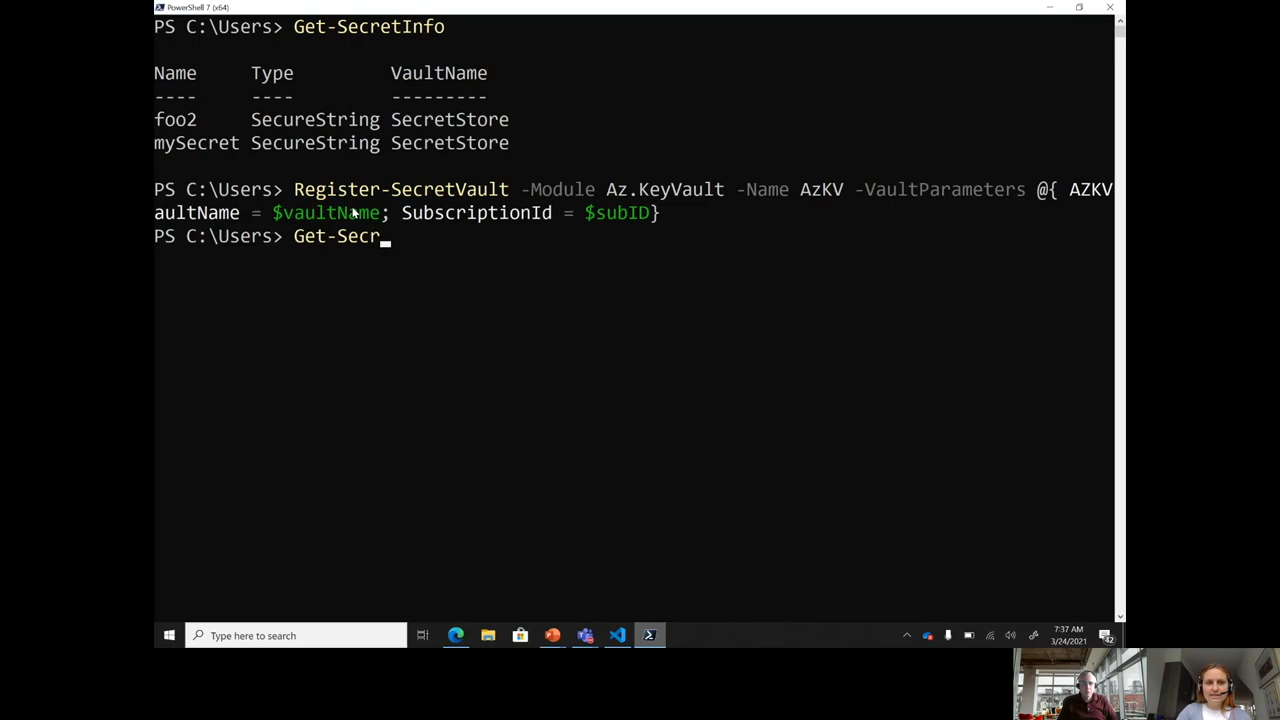 PowerShell 7 (x64)
PS C:\Users> Get-SecretInfo
Name Type VaultName
---- ---- ---------
foo2 SecureString SecretStore
mySecret SecureString SecretStore
PS C:\Users> Register-SecretVault -Module Az.KeyVault -Name AzKV -VaultParameters @{ AZKV
aultName = $vaultName; SubscriptionId = $subID}
PS C:\Users> Get-Secr_
Type here to search
7:37 AM
3/24/2021
42